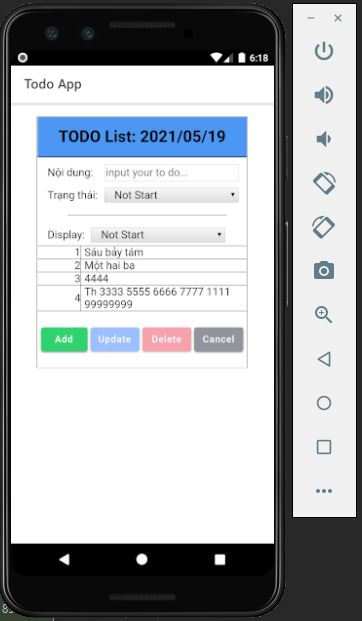 6:18
Todo App
TODO List: 2021/05/19
Nội dung: input your to do...
Trạng thái: Not Start
Display: Not Start
1 Sáu bảy tám
2 Một hai ba
3 4444
4 Th 3333 5555 6666 7777 1111
99999999
Add Update Delete Cancel